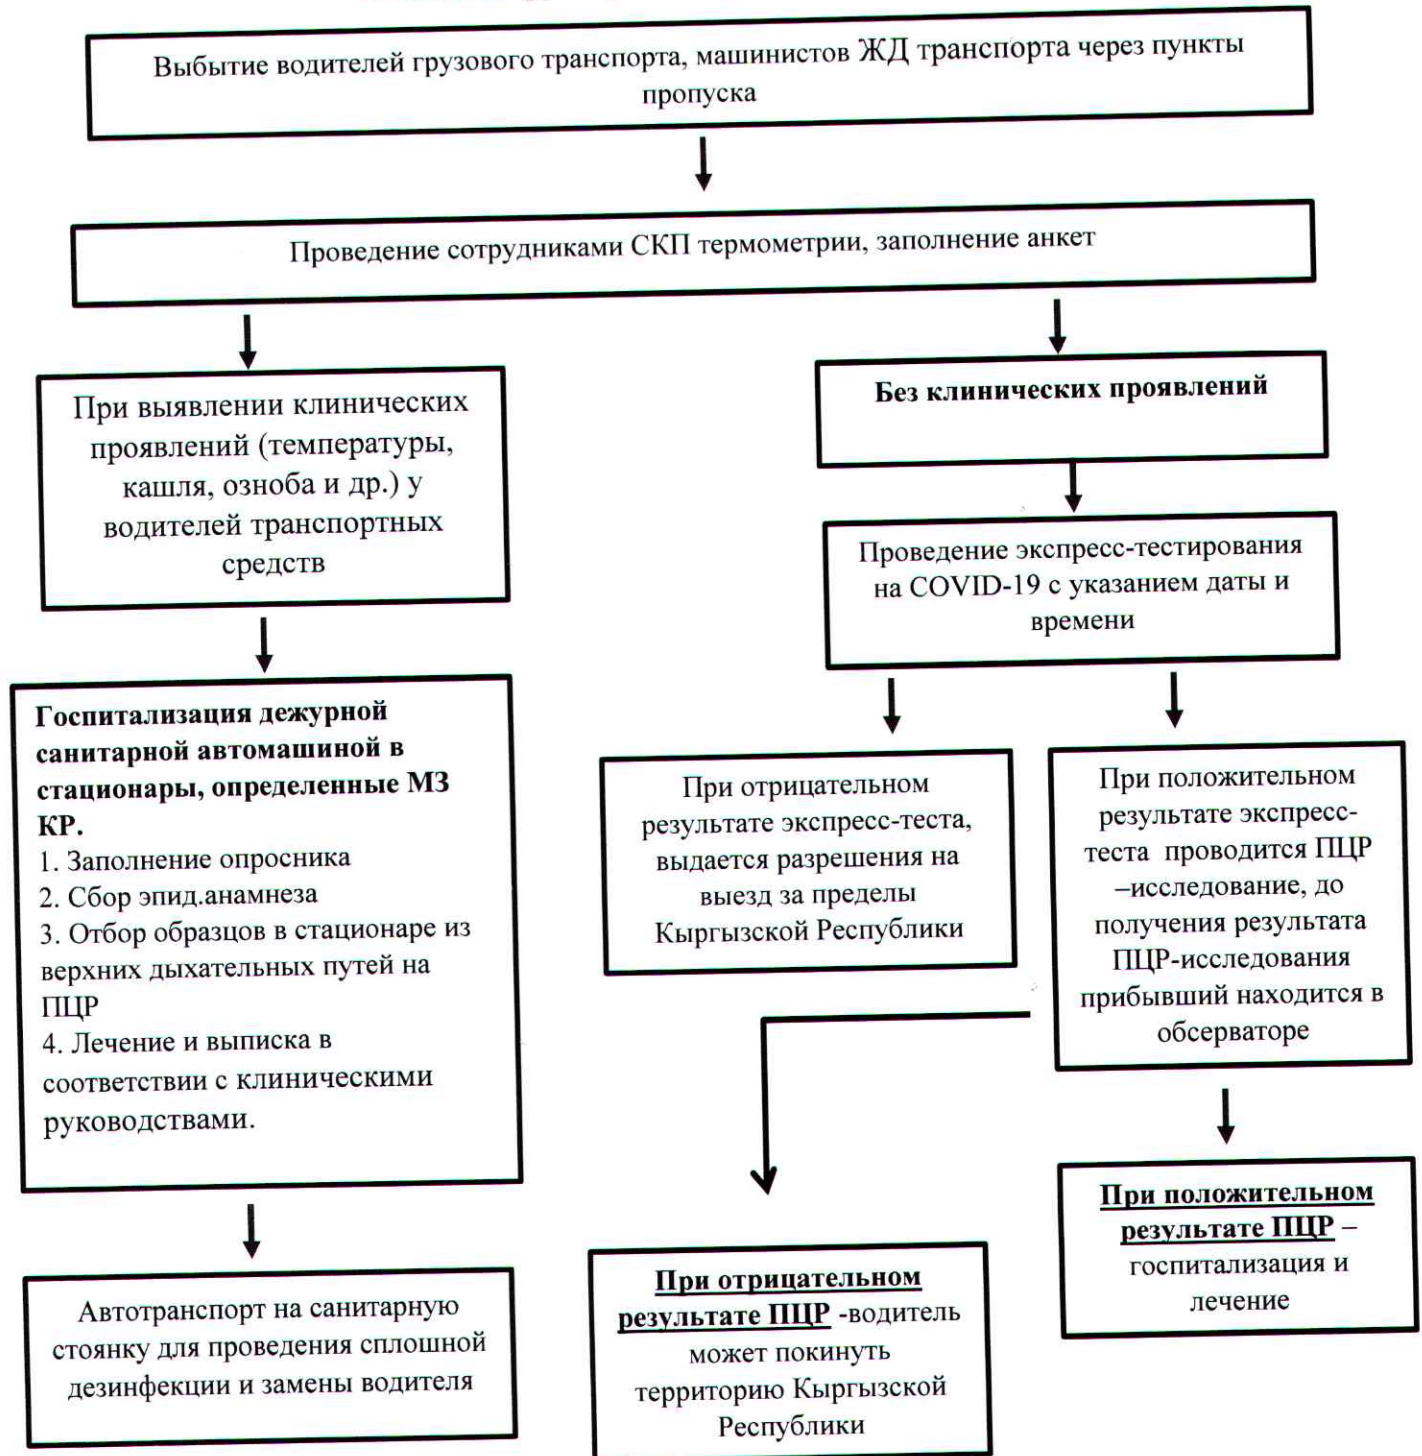 Выбытие водителей грузового транспорта, машинистов ЖД транспорта через пункты
пропуска
Проведение сотрудниками СКП термометрии, заполнение анкет
При выявлении клинических
проявлений (температуры,
кашля, озноба и др.) у
водителей транспортных
средств
Без клинических проявлений
Проведение экспресс-тестирования
на COVID-19 с указанием даты и
времени
Госпитализация дежурной
санитарной автомашиной в
стационары, определенные МЗ
КР.
1. Заполнение опросника
2. Сбор эпид.анамнеза
3. Отбор образцов в стационаре из
верхних дыхательных путей на
ПЦР
4. Лечение и выписка в
соответствии с клиническими
руководствами.
При отрицательном
результате экспресс-теста,
выдается разрешения на
выезд за пределы
Кыргызской Республики
При положительном
результате экспресс-
теста проводится ПЦР
–исследование, до
получения результата
ПЦР-исследования
прибывший находится в
обсерваторе
Автотранспорт на санитарную
стоянку для проведения сплошной
дезинфекции и замены водителя
При отрицательном
результате ПЦР -водитель
может покинуть
территорию Кыргызской
Республики
При положительном
результате ПЦР –
госпитализация и
лечение